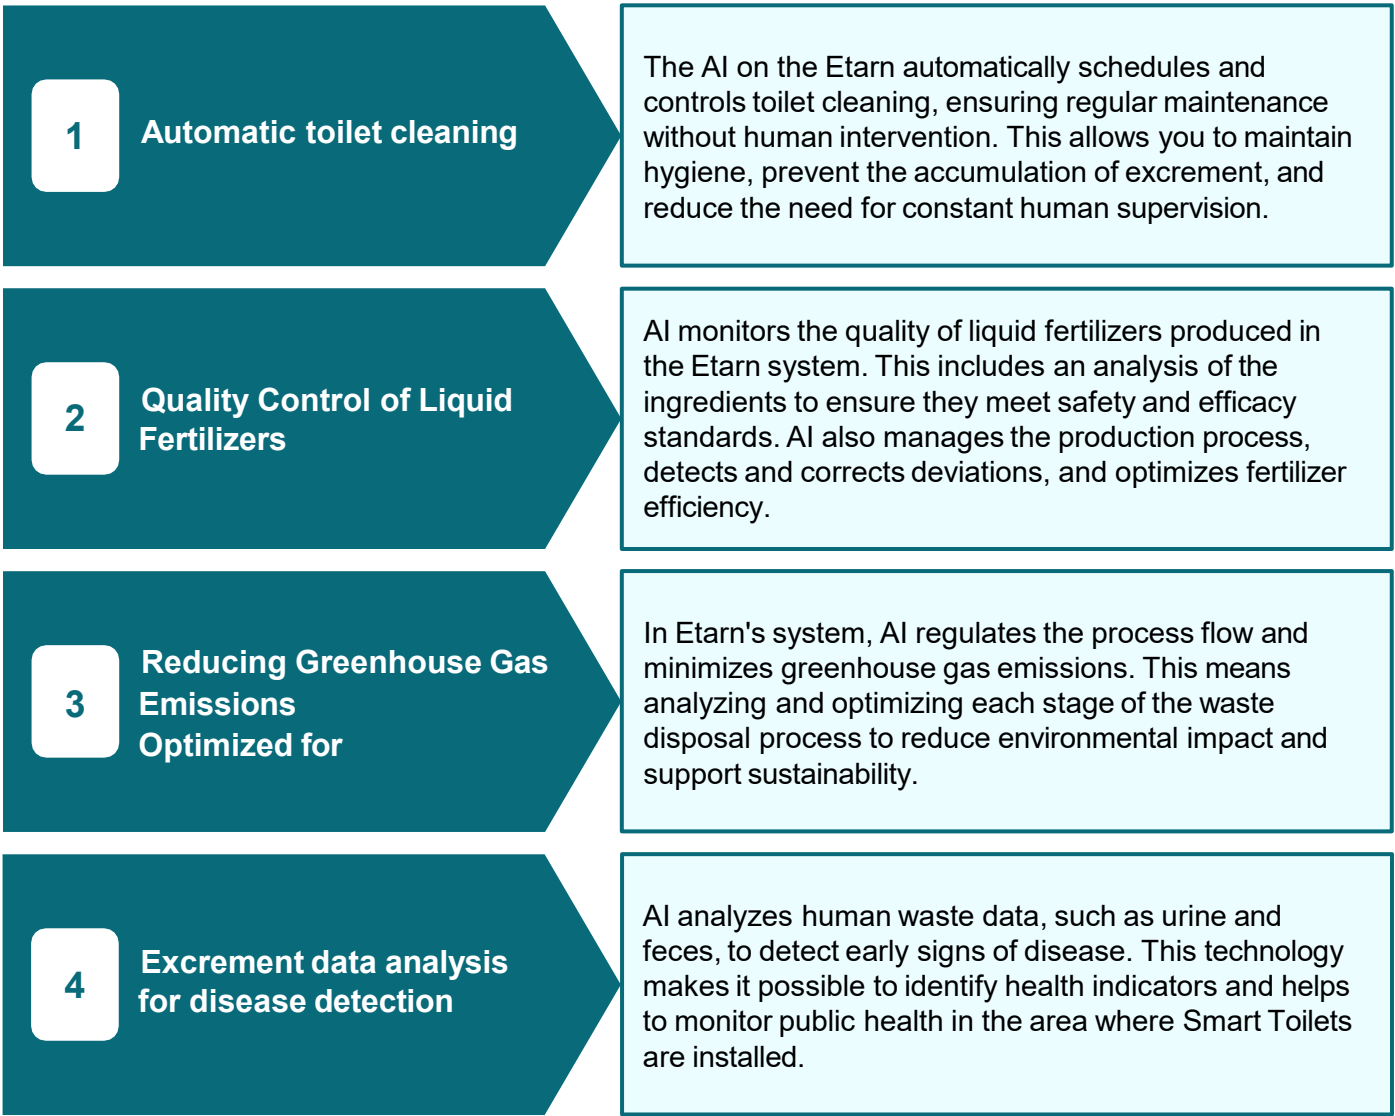 1
Automatic toilet cleaning
The AI on the Etarn automatically schedules and
controls toilet cleaning, ensuring regular maintenance
without human intervention. This allows you to maintain
hygiene, prevent the accumulation of excrement, and
reduce the need for constant human supervision.
2
Quality Control of Liquid
Fertilizers
AI monitors the quality of liquid fertilizers produced in
the Etarn system. This includes an analysis of the
ingredients to ensure they meet safety and efficacy
standards. AI also manages the production process,
detects and corrects deviations, and optimizes fertilizer
efficiency.
3
Reducing Greenhouse Gas
Emissions
Optimized for
In Etarn's system, AI regulates the process flow and
minimizes greenhouse gas emissions. This means
analyzing and optimizing each stage of the waste
disposal process to reduce environmental impact and
support sustainability.
4
Excrement data analysis
for disease detection
AI analyzes human waste data, such as urine and
feces, to detect early signs of disease. This technology
makes it possible to identify health indicators and helps
to monitor public health in the area where Smart Toilets
are installed.